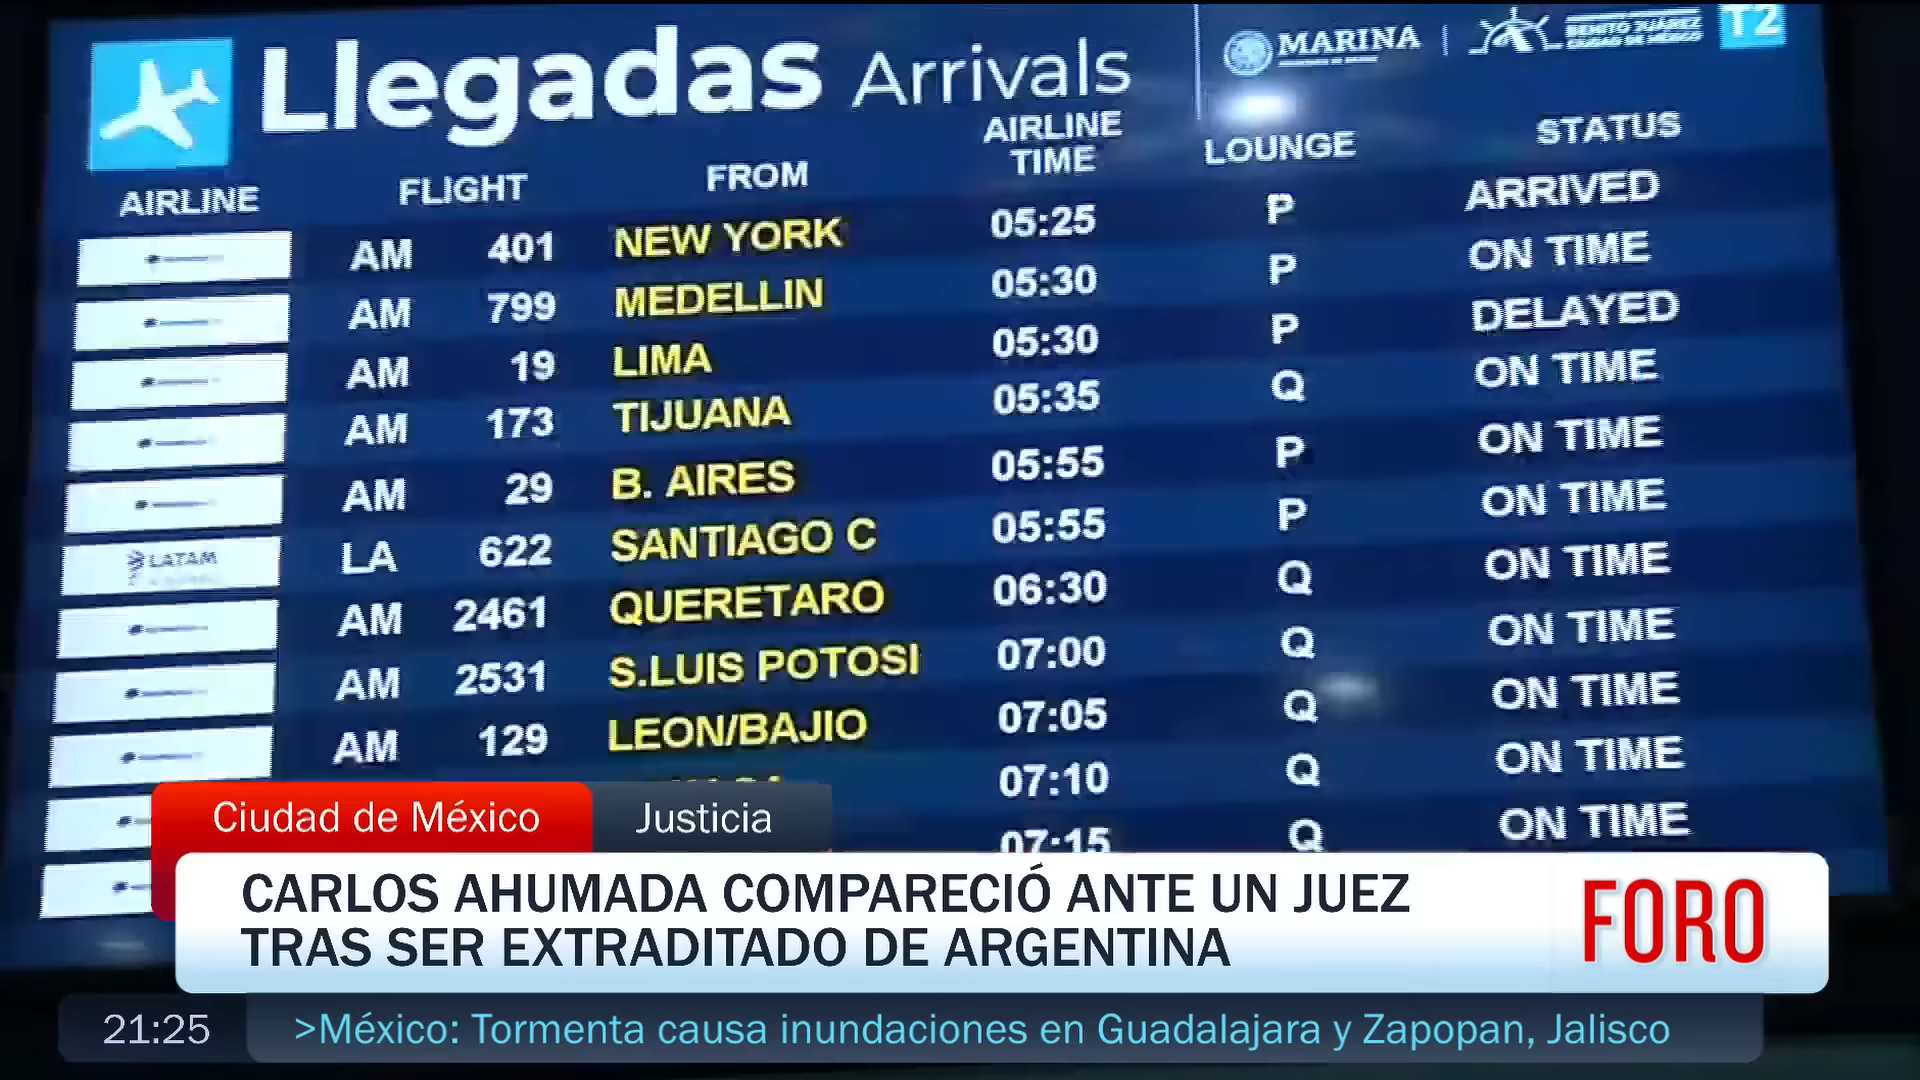 Llegadas Arrivals
MARINA
BENITO JUÁREZ
CIUDAD DE MÉXICO
T2
AIRLINE FLIGHT FROM AIRLINE TIME LOUNGE STATUS
AM 401 NEW YORK 05:25 P ARRIVED
AM 799 MEDELLIN 05:30 P ON TIME
AM 19 LIMA 05:30 P DELAYED
AM 173 TIJUANA 05:35 Q ON TIME
AM 29 B. AIRES 05:55 P ON TIME
LATAM LA 622 SANTIAGO C 05:55 P ON TIME
AM 2461 QUERETARO 06:30 Q ON TIME
AM 2531 S.LUIS POTOSI 07:00 Q ON TIME
AM 129 LEON/BAJIO 07:05 Q ON TIME
07:10 Q ON TIME
07:15 Q ON TIME
Ciudad de México Justicia
CARLOS AHUMADA COMPARECIÓ ANTE UN JUEZ
TRAS SER EXTRADITADO DE ARGENTINA
FORO
21:25 >México: Tormenta causa inundaciones en Guadalajara y Zapopan, Jalisco